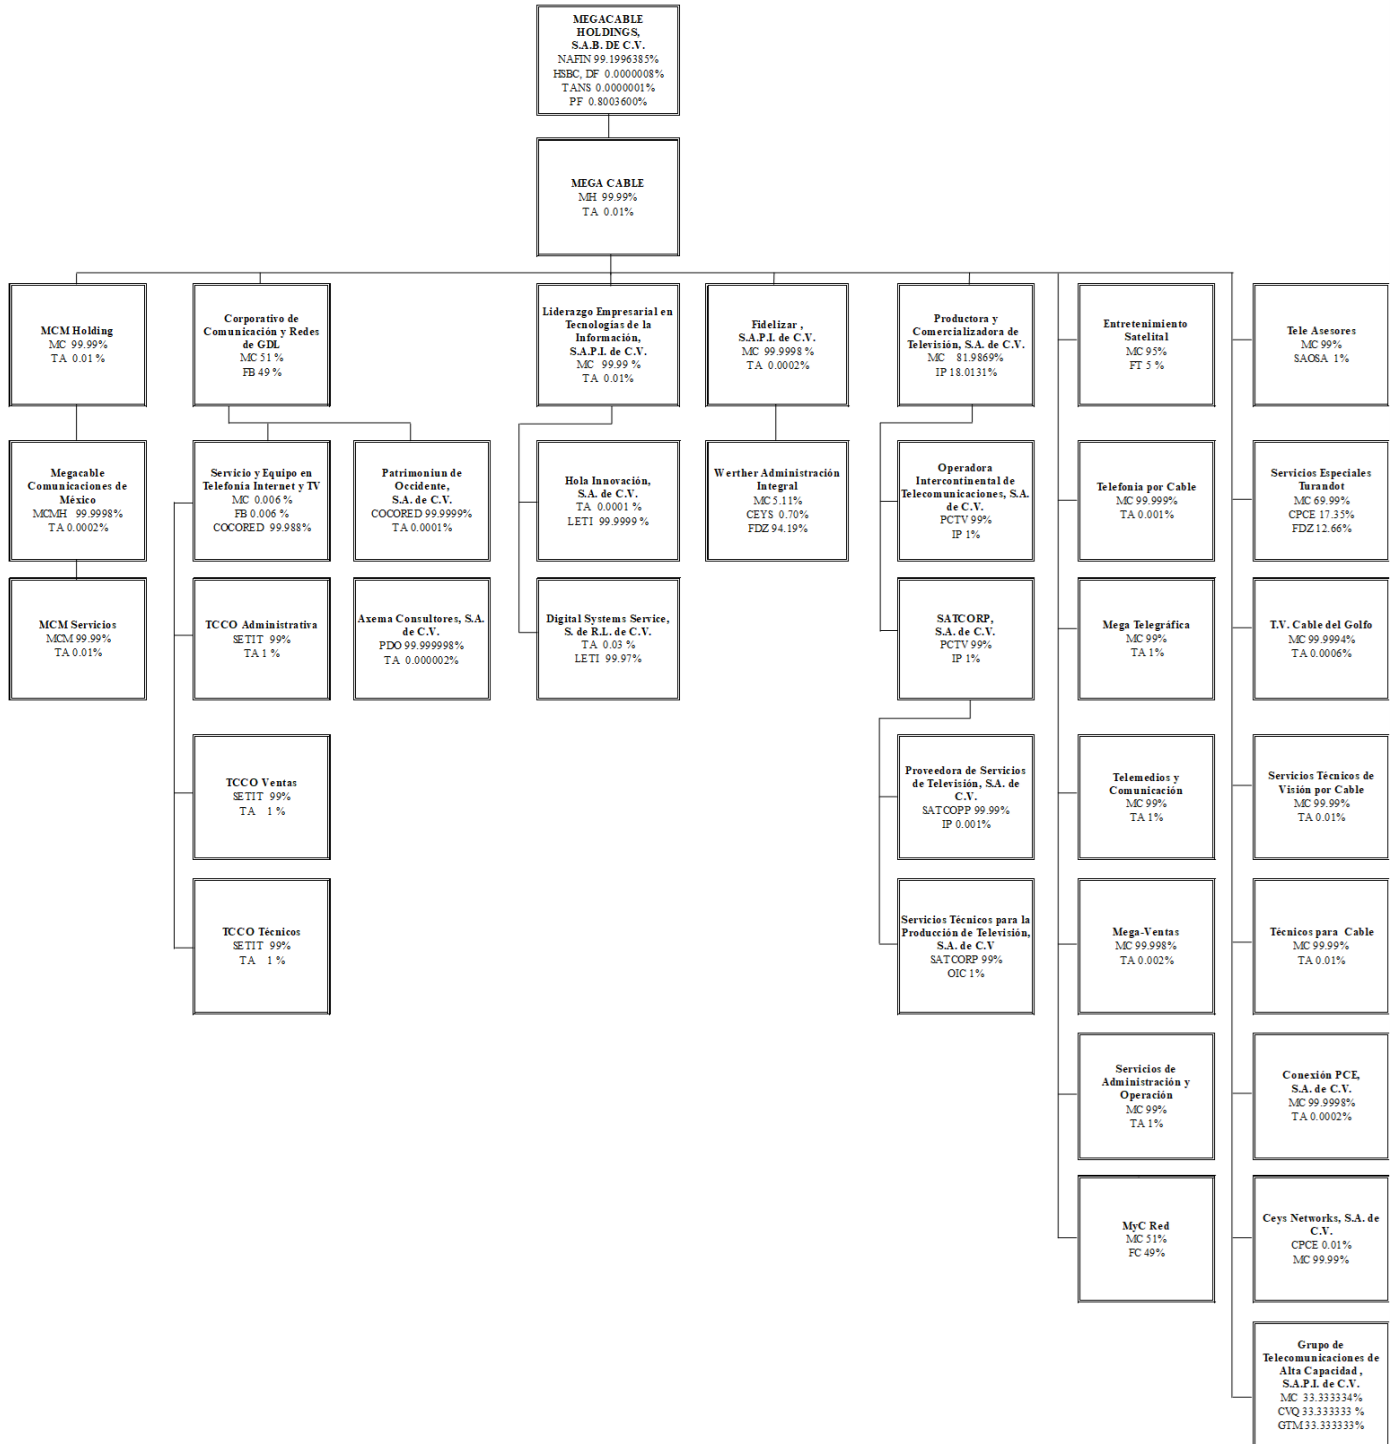 MEGACABLE
HOLDINGS,
S.A.B. DE C.V.
NAFIN 99.1996385%
HSBC, DF 0.0000008%
TANS 0.0000001%
PF 0.8003600%
MEGA CABLE
MH 99.99%
TA 0.01%
MCM Holding
MC 99.99%
TA 0.01 %
Corporativo de
Comunicación y Redes
de GDL
MC 51 %
FB 49 %
Liderazgo Empresarial en
Tecnologías de la
Información,
S.A.P.I. de C.V.
MC 99.99 %
TA 0.01%
Fidelizar ,
S.A.P.I. de C.V.
MC 99.9998 %
TA 0.0002%
Productora y
Comercializadora de
Televisión, S.A. de C.V.
MC 81.9869%
IP 18.0131%
Entretenimiento
Satelital
MC 95%
FT 5 %
Tele Asesores
MC 99%
SAOSA 1%
Megacable
Comunicaciones de
México
MCMH 99.9998%
TA 0.0002%
Servicio y Equipo en
Telefonía Internet y TV
MC 0.006 %
FB 0.006 %
COCORED 99.988%
Patrimoniun de
Occidente,
S.A. de C.V.
COCORED 99.9999%
TA 0.0001%
Hola Innovación,
S.A. de C.V.
TA 0.0001 %
LETI 99.9999 %
Werther Administración
Integral
MC 5.11%
CEYS 0.70%
FDZ 94.19%
Operadora
Intercontinental de
Telecomunicaciones, S.A.
de C.V.
PCTV 99%
IP 1%
Telefonía por Cable
MC 99.999%
TA 0.001%
Servicios Especiales
Turandot
MC 69.99%
CPCE 17.35%
FDZ 12.66%
MCM Servicios
MCM 99.99%
TA 0.01%
TCCO Administrativa
SETIT 99%
TA 1 %
Axema Consultores, S.A.
de C.V.
PDO 99.999998%
TA 0.000002%
Digital Systems Service,
S. de R.L. de C.V.
TA 0.03 %
LETI 99.97%
SATCORP,
S.A. de C.V.
PCTV 99%
IP 1%
Mega Telegráfica
MC 99%
TA 1%
T.V. Cable del Golfo
MC 99.9994%
TA 0.0006%
TCCO Ventas
SETIT 99%
TA 1 %
Proveedora de Servicios
de Televisión, S.A. de
C.V.
SATCOPP 99.99%
IP 0.001%
Telemedios y
Comunicación
MC 99%
TA 1%
Servicios Técnicos de
Visión por Cable
MC 99.99%
TA 0.01%
TCCO Técnicos
SETIT 99%
TA 1 %
Servicios Técnicos para la
Producción de Televisión,
S.A. de C.V
SATCORP 99%
OIC 1%
Mega-Ventas
MC 99.998%
TA 0.002%
Técnicos para Cable
MC 99.99%
TA 0.01%
Servicios de
Administración y
Operación
MC 99%
TA 1%
Conexión PCE,
S.A. de C.V.
MC 99.9998%
TA 0.0002%
MyC Red
MC 51%
FC 49%
Ceys Networks, S.A. de
C.V.
CPCE 0.01%
MC 99.99%
Grupo de
Telecomunicaciones de
Alta Capacidad ,
S.A.P.I. de C.V.
MC 33.333334%
CVQ 33.333333 %
GTM 33.333333%